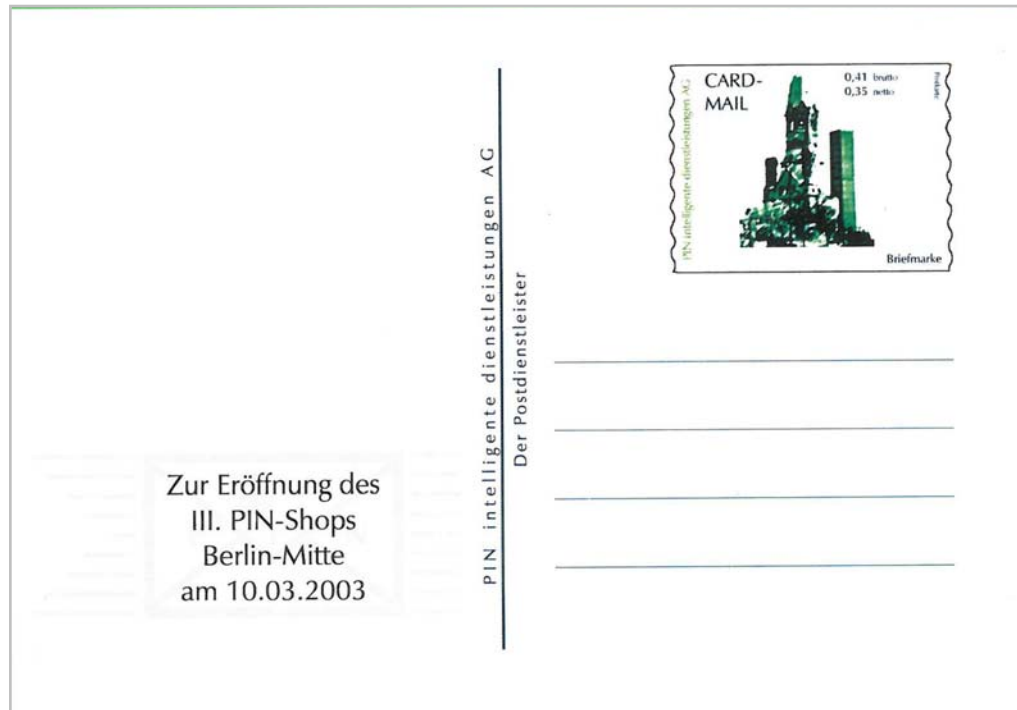 CARD-
MAIL
0,41 brutto
0,35 netto
Postkarte
PIN intelligente dienstleistungen AG
Briefmarke
PIN intelligente dienstleistungen AG
Der Postdienstleister
Zur Eröffnung des
III. PIN-Shops
Berlin-Mitte
am 10.03.2003